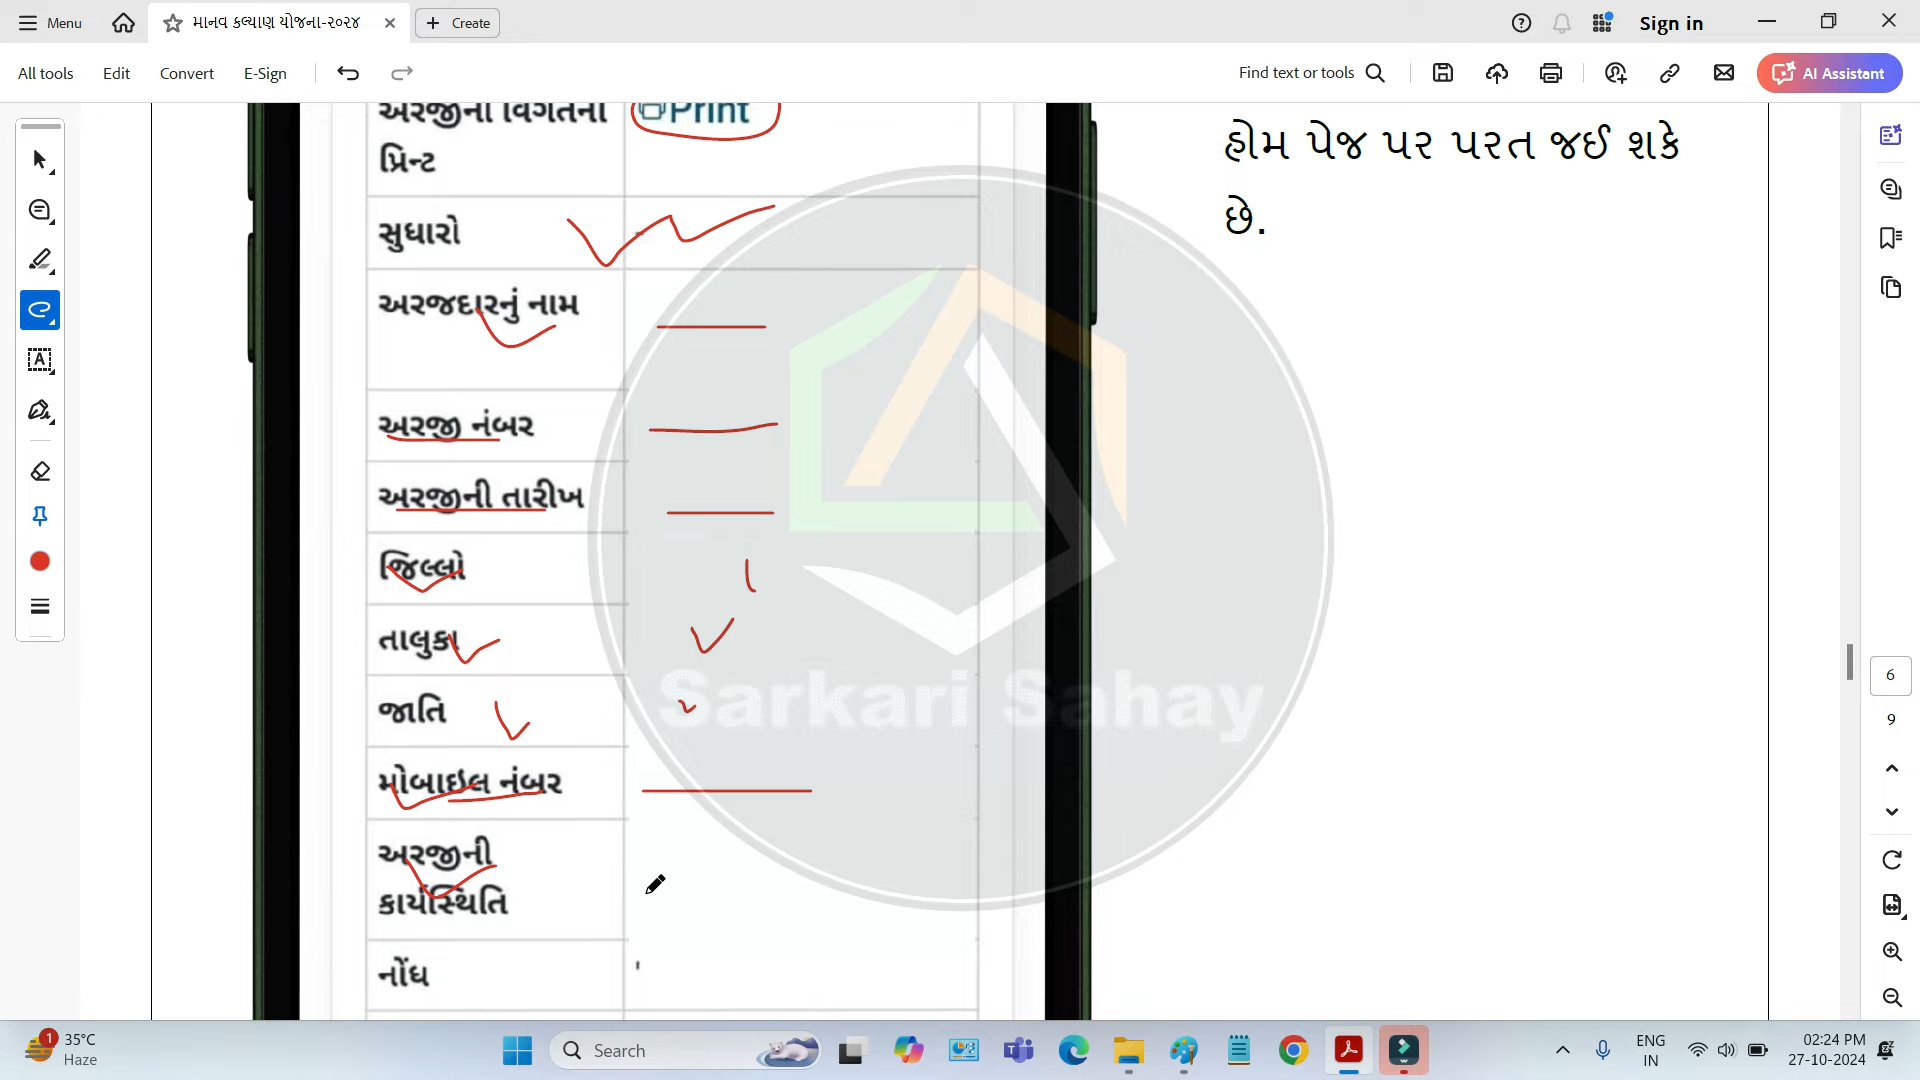 Menu
માનવ કલ્યાણ યોજના-૨૦૨૪
Create
Sign in
All tools
Edit
Convert
E-Sign
Find text or tools
AI Assistant
અરજીની વિગતની
પ્રિન્ટ
Print
સુધારો
-
અરજદારનું નામ
અરજી નંબર
અરજીની તારીખ
જિલ્લો
તાલુકા
જાતિ
મોબાઇલ નંબર
અરજીની
કાર્યસ્થિતિ
નોંધ
હોમ પેજ પર પરત જઈ શકે
છે.
Sarkari Sahay
6
9
1
35°C
Haze
Search
ENG
IN
02:24 PM
27-10-2024